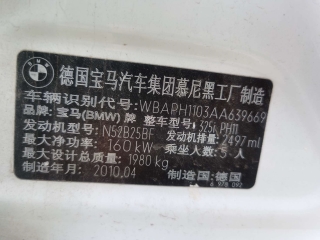 BMW
德国宝马汽车集团慕尼黑工厂制造
车辆识别代号: WBAPH1103AA639669
品牌: 宝马(BMW) 牌 整车型号: 325i PH11
发动机型号: N52B25BF 发动机排量: 2497 ml
最大净功率: 160 kW 乘坐人数: 5 人
最大设计总质量: 1980 kg
制造年月: 2010.04 制造国: 德国
6 978 092